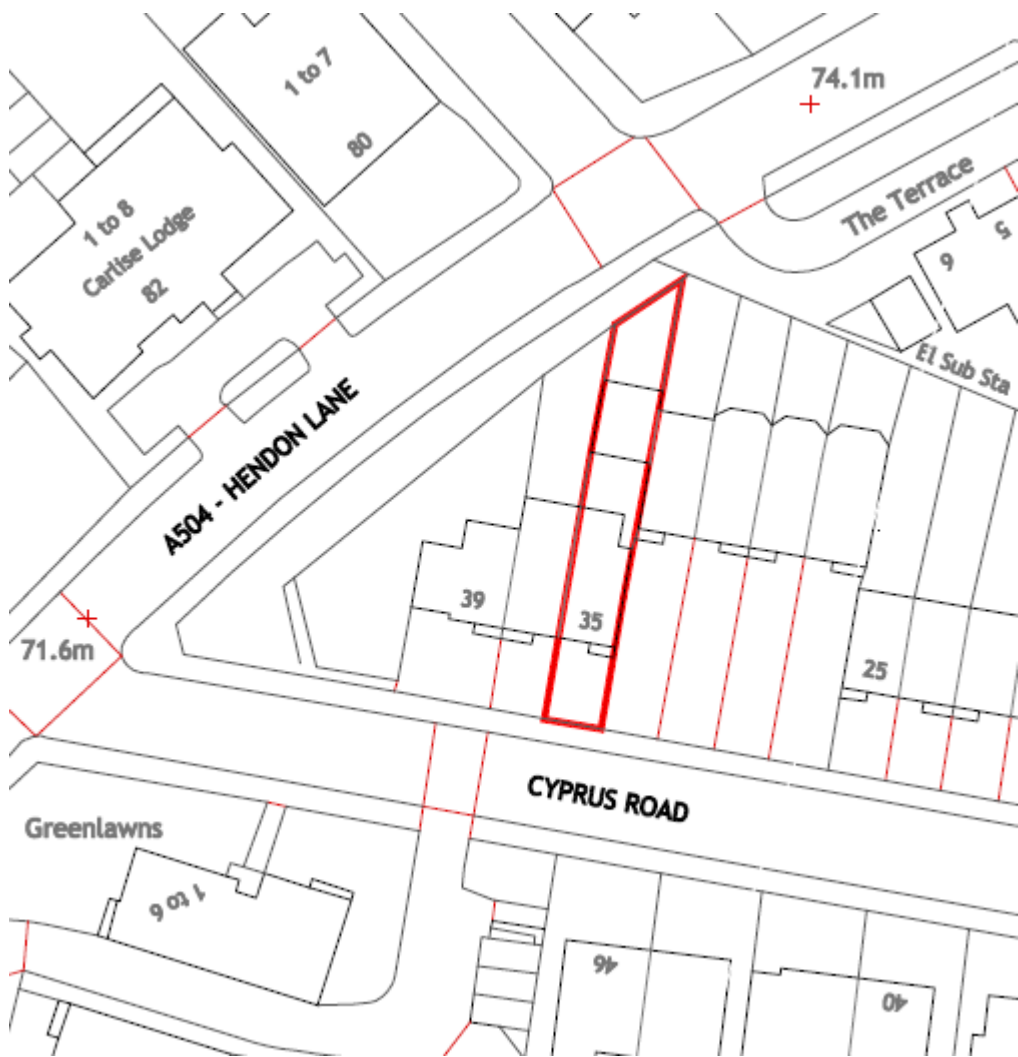 1 to 7
80
74.1m
The Terrace
5
6
El Sub Sta
1 to 8
Carlise Lodge
82
A504 - HENDON LANE
39
35
25
71.6m
CYPRUS ROAD
Greenlawns
1 to 6
46
40